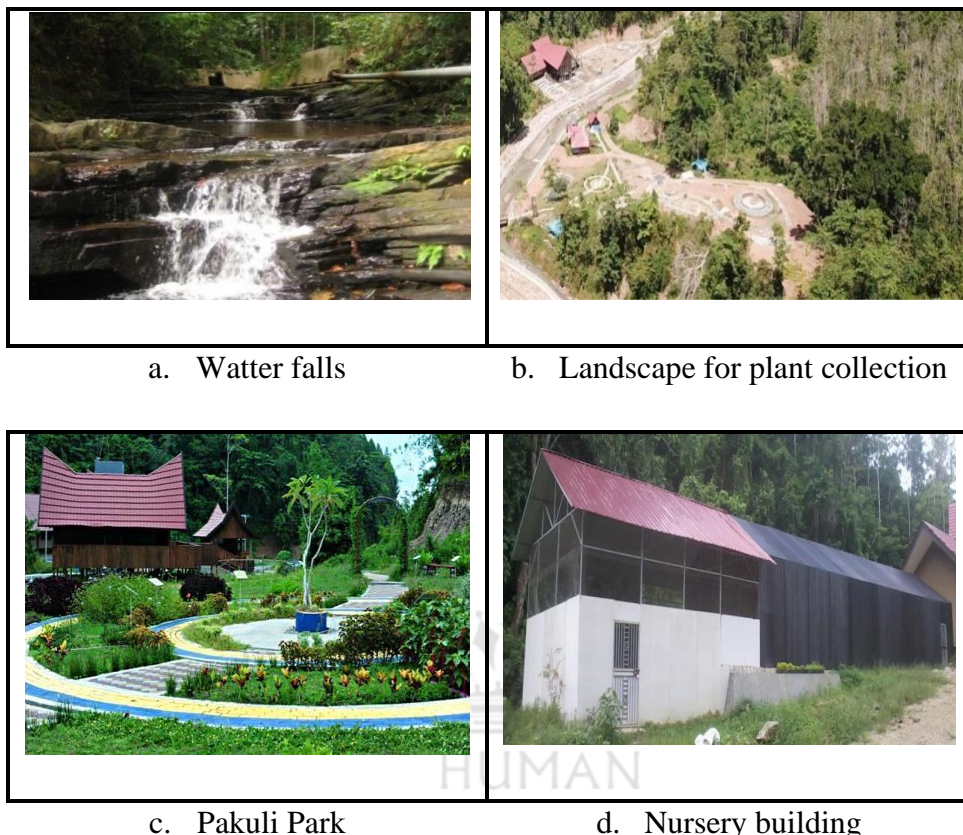 a. Watter falls
b. Landscape for plant collection
HUMAN
c. Pakuli Park
d. Nursery building